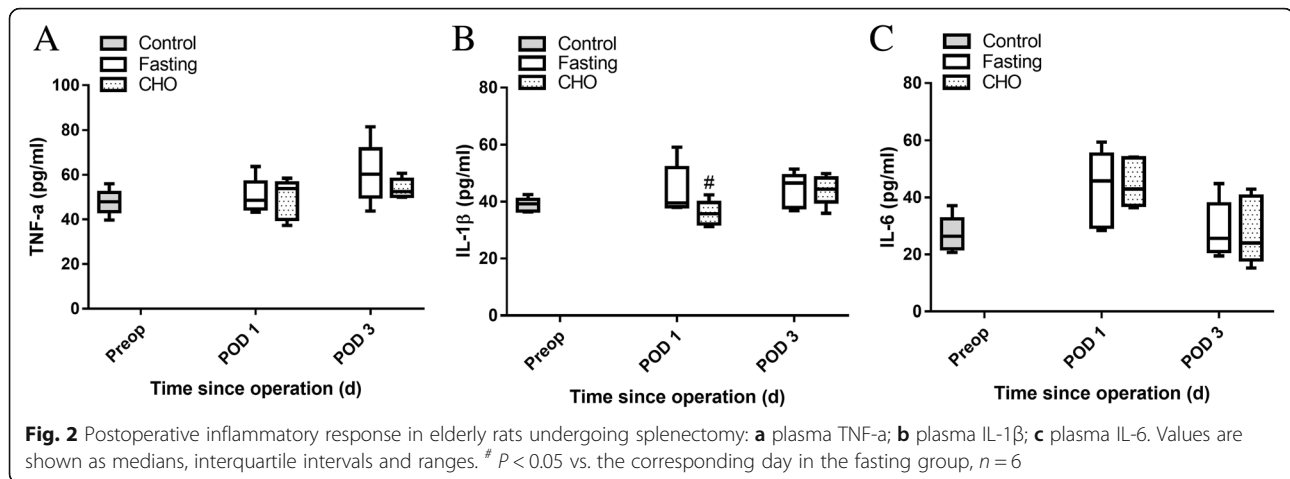 A
Control
Fasting
CHO
TNF-a (pg/ml)
100
80
60
40
20
0
Preop
POD 1
POD 3
Time since operation (d)
B
Control
Fasting
CHO
IL-1β (pg/ml)
80
60
40
20
0
#
Preop
POD 1
POD 3
Time since operation (d)
C
Control
Fasting
CHO
IL-6 (pg/ml)
80
60
40
20
0
Preop
POD 1
POD 3
Time since operation (d)
Fig. 2 Postoperative inflammatory response in elderly rats undergoing splenectomy: a plasma TNF-a; b plasma IL-1β; c plasma IL-6. Values are
shown as medians, interquartile intervals and ranges. # P < 0.05 vs. the corresponding day in the fasting group, n = 6